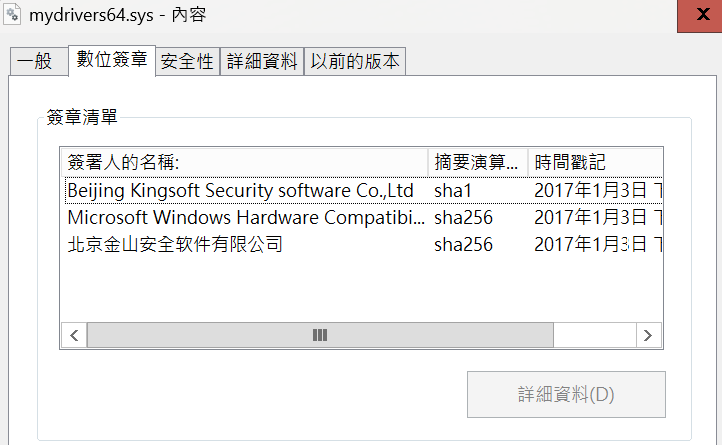 mydrivers64.sys - 內容
一般 數位簽章 安全性 詳細資料 以前的版本
簽章清單
簽署人的名稱: 摘要演算... 時間戳記
Beijing Kingsoft Security software Co.,Ltd sha1 2017年1月3日
Microsoft Windows Hardware Compatibi... sha256 2017年1月3日
北京金山安全软件有限公司 sha256 2017年1月3日
詳細資料(D)